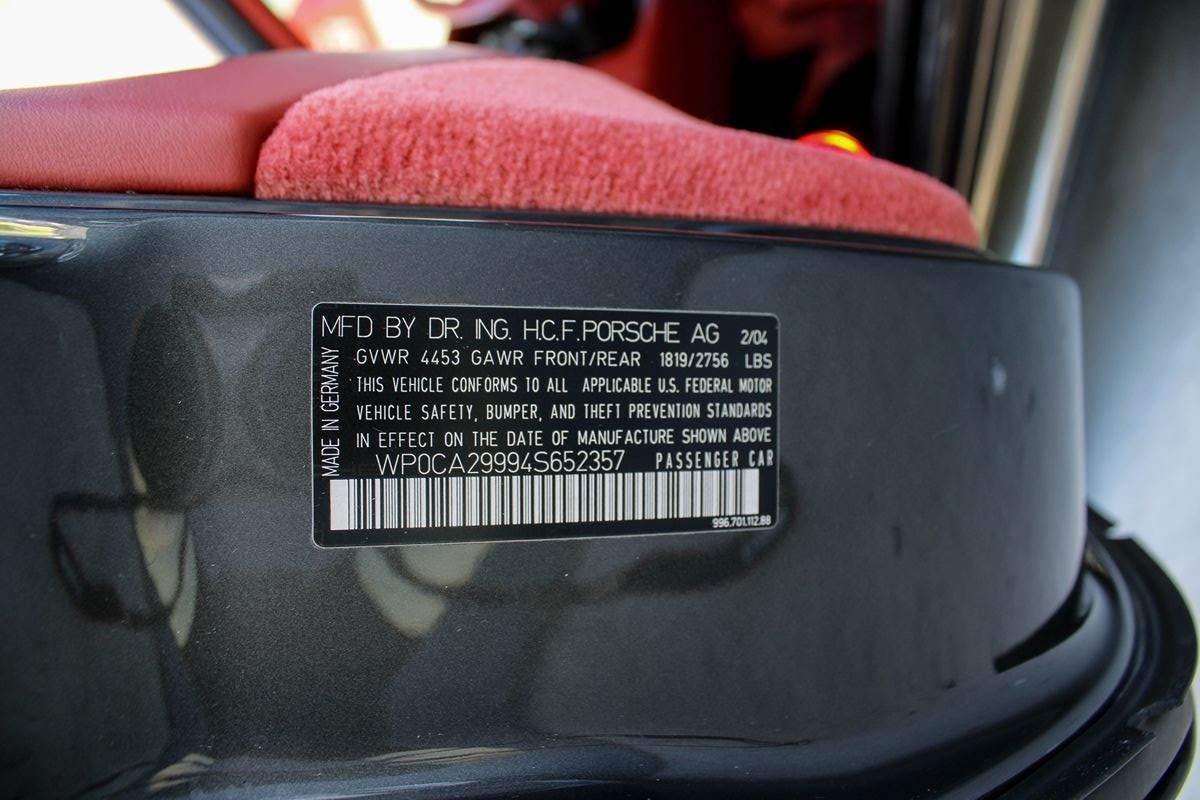 MFD BY DR. ING. H.C.F. PORSCHE AG 2/04
GVWR 4453 GAWR FRONT/REAR 1819/2756 LBS
THIS VEHICLE CONFORMS TO ALL APPLICABLE U.S. FEDERAL MOTOR
VEHICLE SAFETY, BUMPER, AND THEFT PREVENTION STANDARDS
IN EFFECT ON THE DATE OF MANUFACTURE SHOWN ABOVE
WP0CA29994S652357 PASSENGER CAR
996.701.112.BB
MADE IN GERMANY